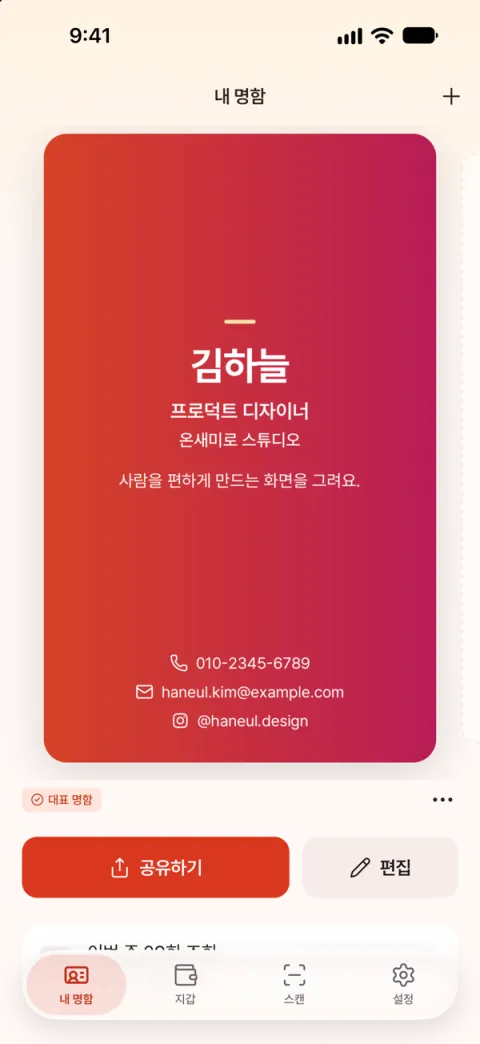 9:41
내 명함
김하늘
프로덕트 디자이너
온새미로 스튜디오
사람을 편하게 만드는 화면을 그려요.
010-2345-6789
haneul.kim@example.com
@haneul.design
대표 명함
공유하기
편집
내 명함
지갑
스캔
설정